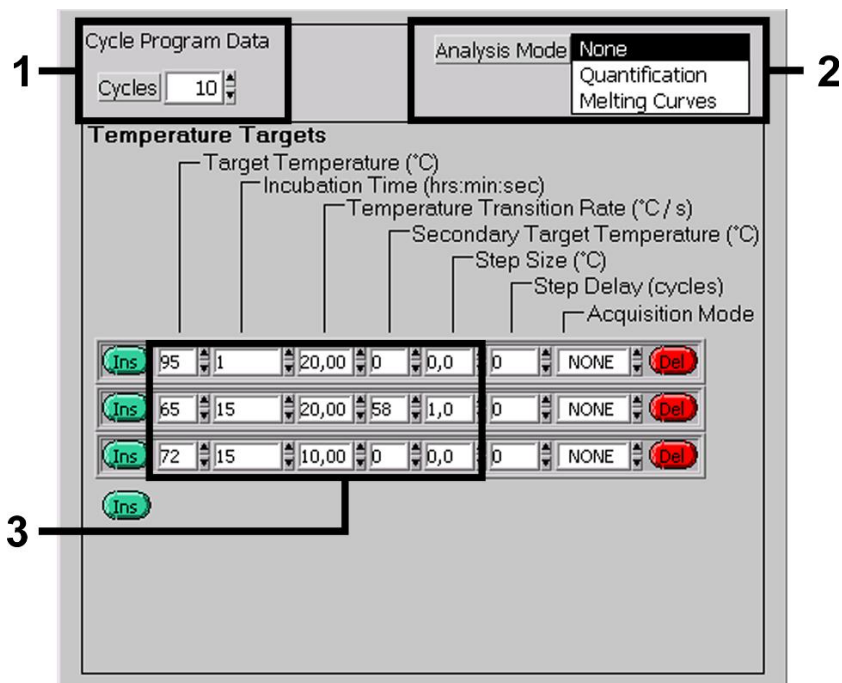 Cycle Program Data
Cycles 10
1
Analysis Mode None
Quantification
Melting Curves
2
Temperature Targets
Target Temperature (°C)
Incubation Time (hrs:min:sec)
Temperature Transition Rate (°C / s)
Secondary Target Temperature (°C)
Step Size (°C)
Step Delay (cycles)
Acquisition Mode
Ins 95 1 20,00 0 0,0 0 NONE Del
Ins 65 15 20,00 58 1,0 0 NONE Del
Ins 72 15 10,00 0 0,0 0 NONE Del
Ins
3